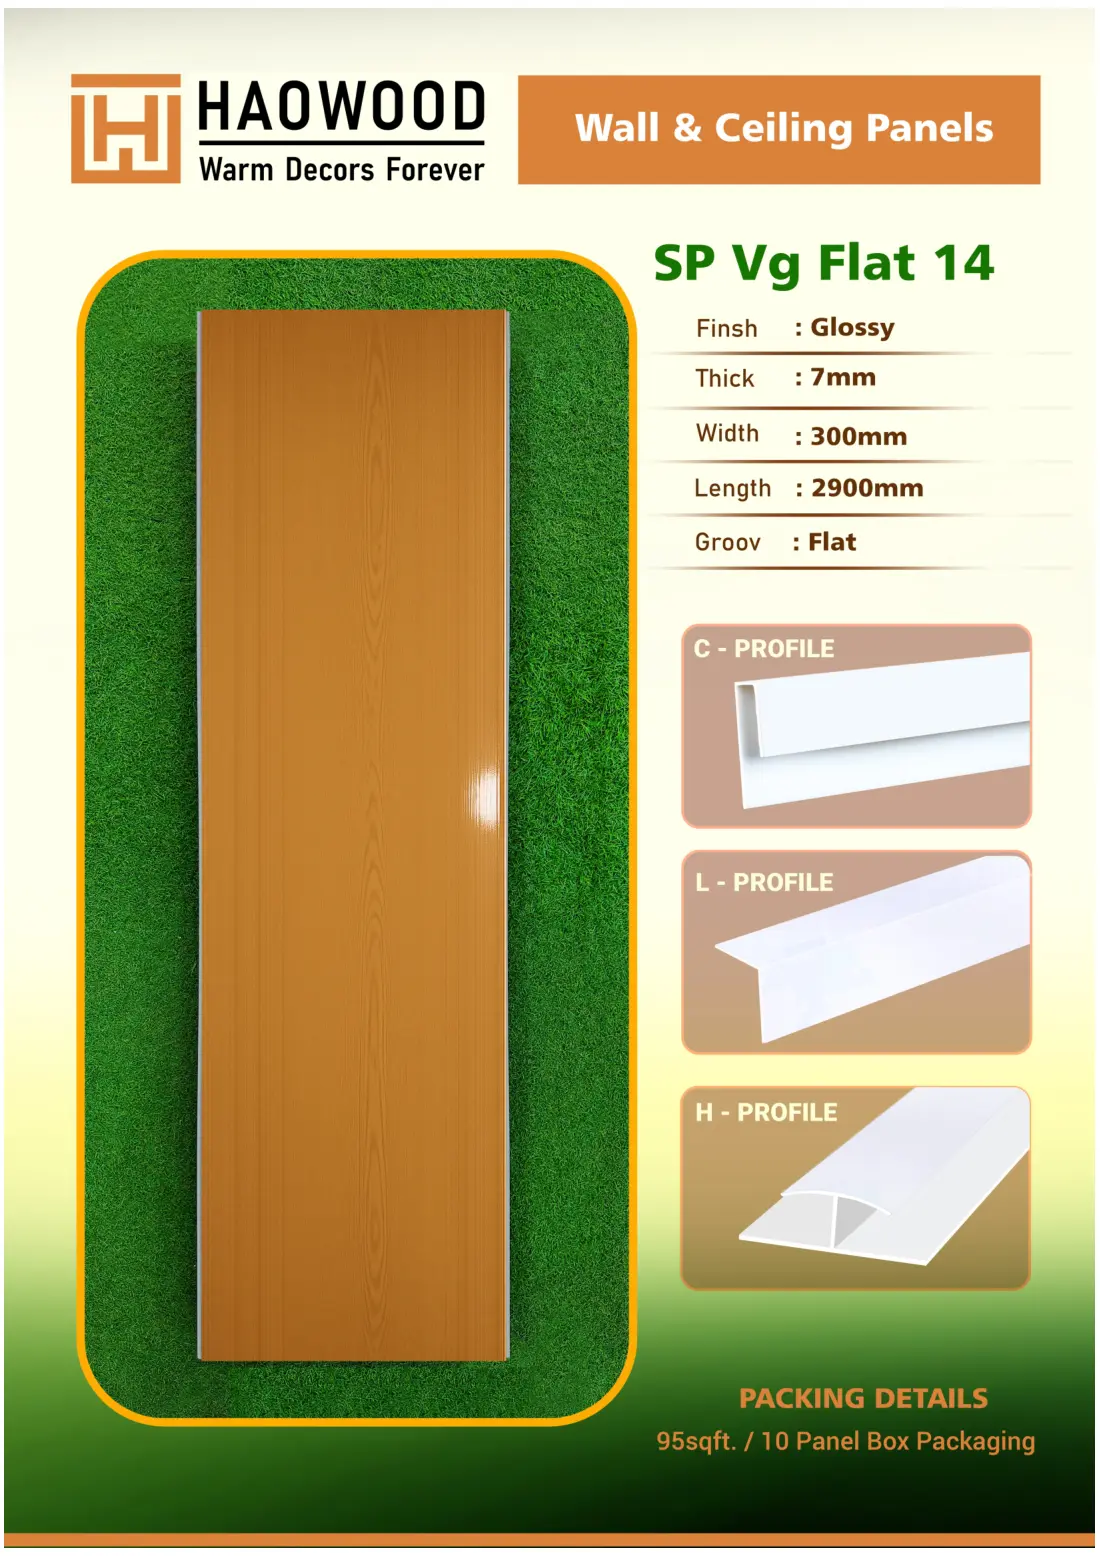 HAOWOOD
Warm Decors Forever
Wall & Ceiling Panels
SP Vg Flat 14
Finsh : Glossy
Thick : 7mm
Width : 300mm
Length : 2900mm
Groov : Flat
C - PROFILE
L - PROFILE
H - PROFILE
PACKING DETAILS
95sqft. / 10 Panel Box Packaging